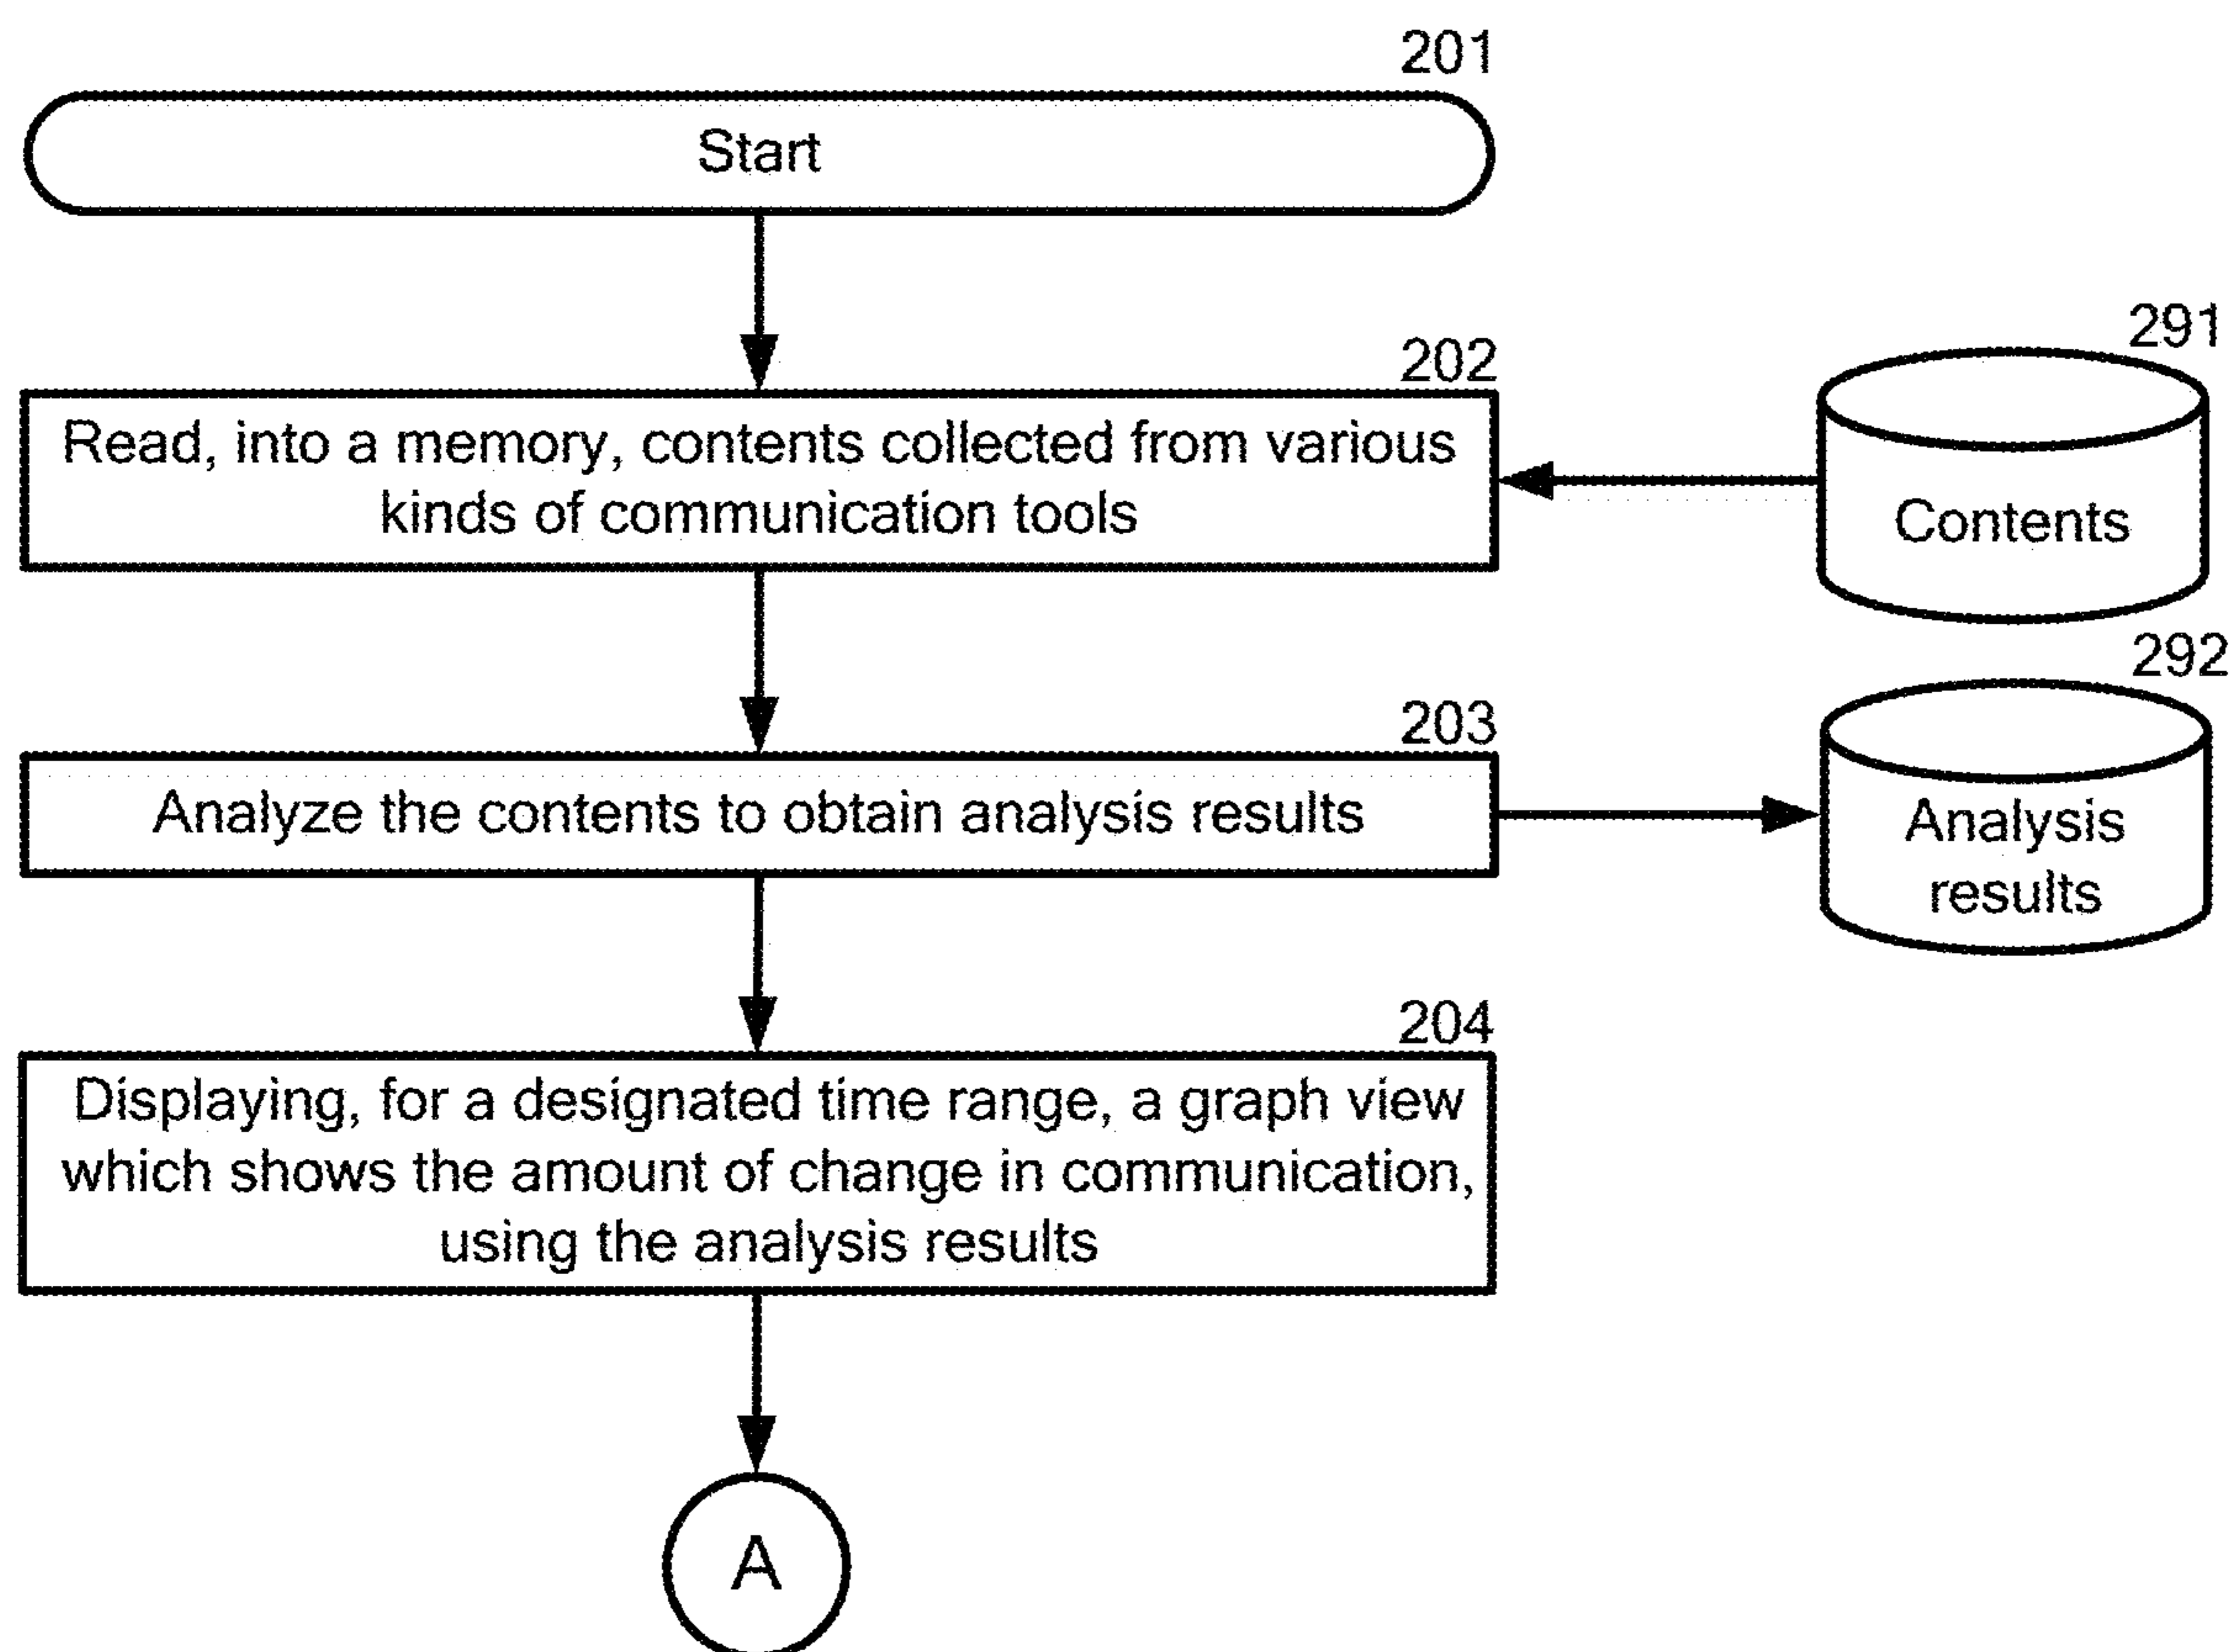 201
Start
202
291
Read, into a memory, contents collected from various
kinds of communication tools
Contents
292
203
Analyze the contents to obtain analysis results
Analysis
results
204
Displaying, for a designated time range, a graph view
which shows the amount of change in communication,
using the analysis results
A